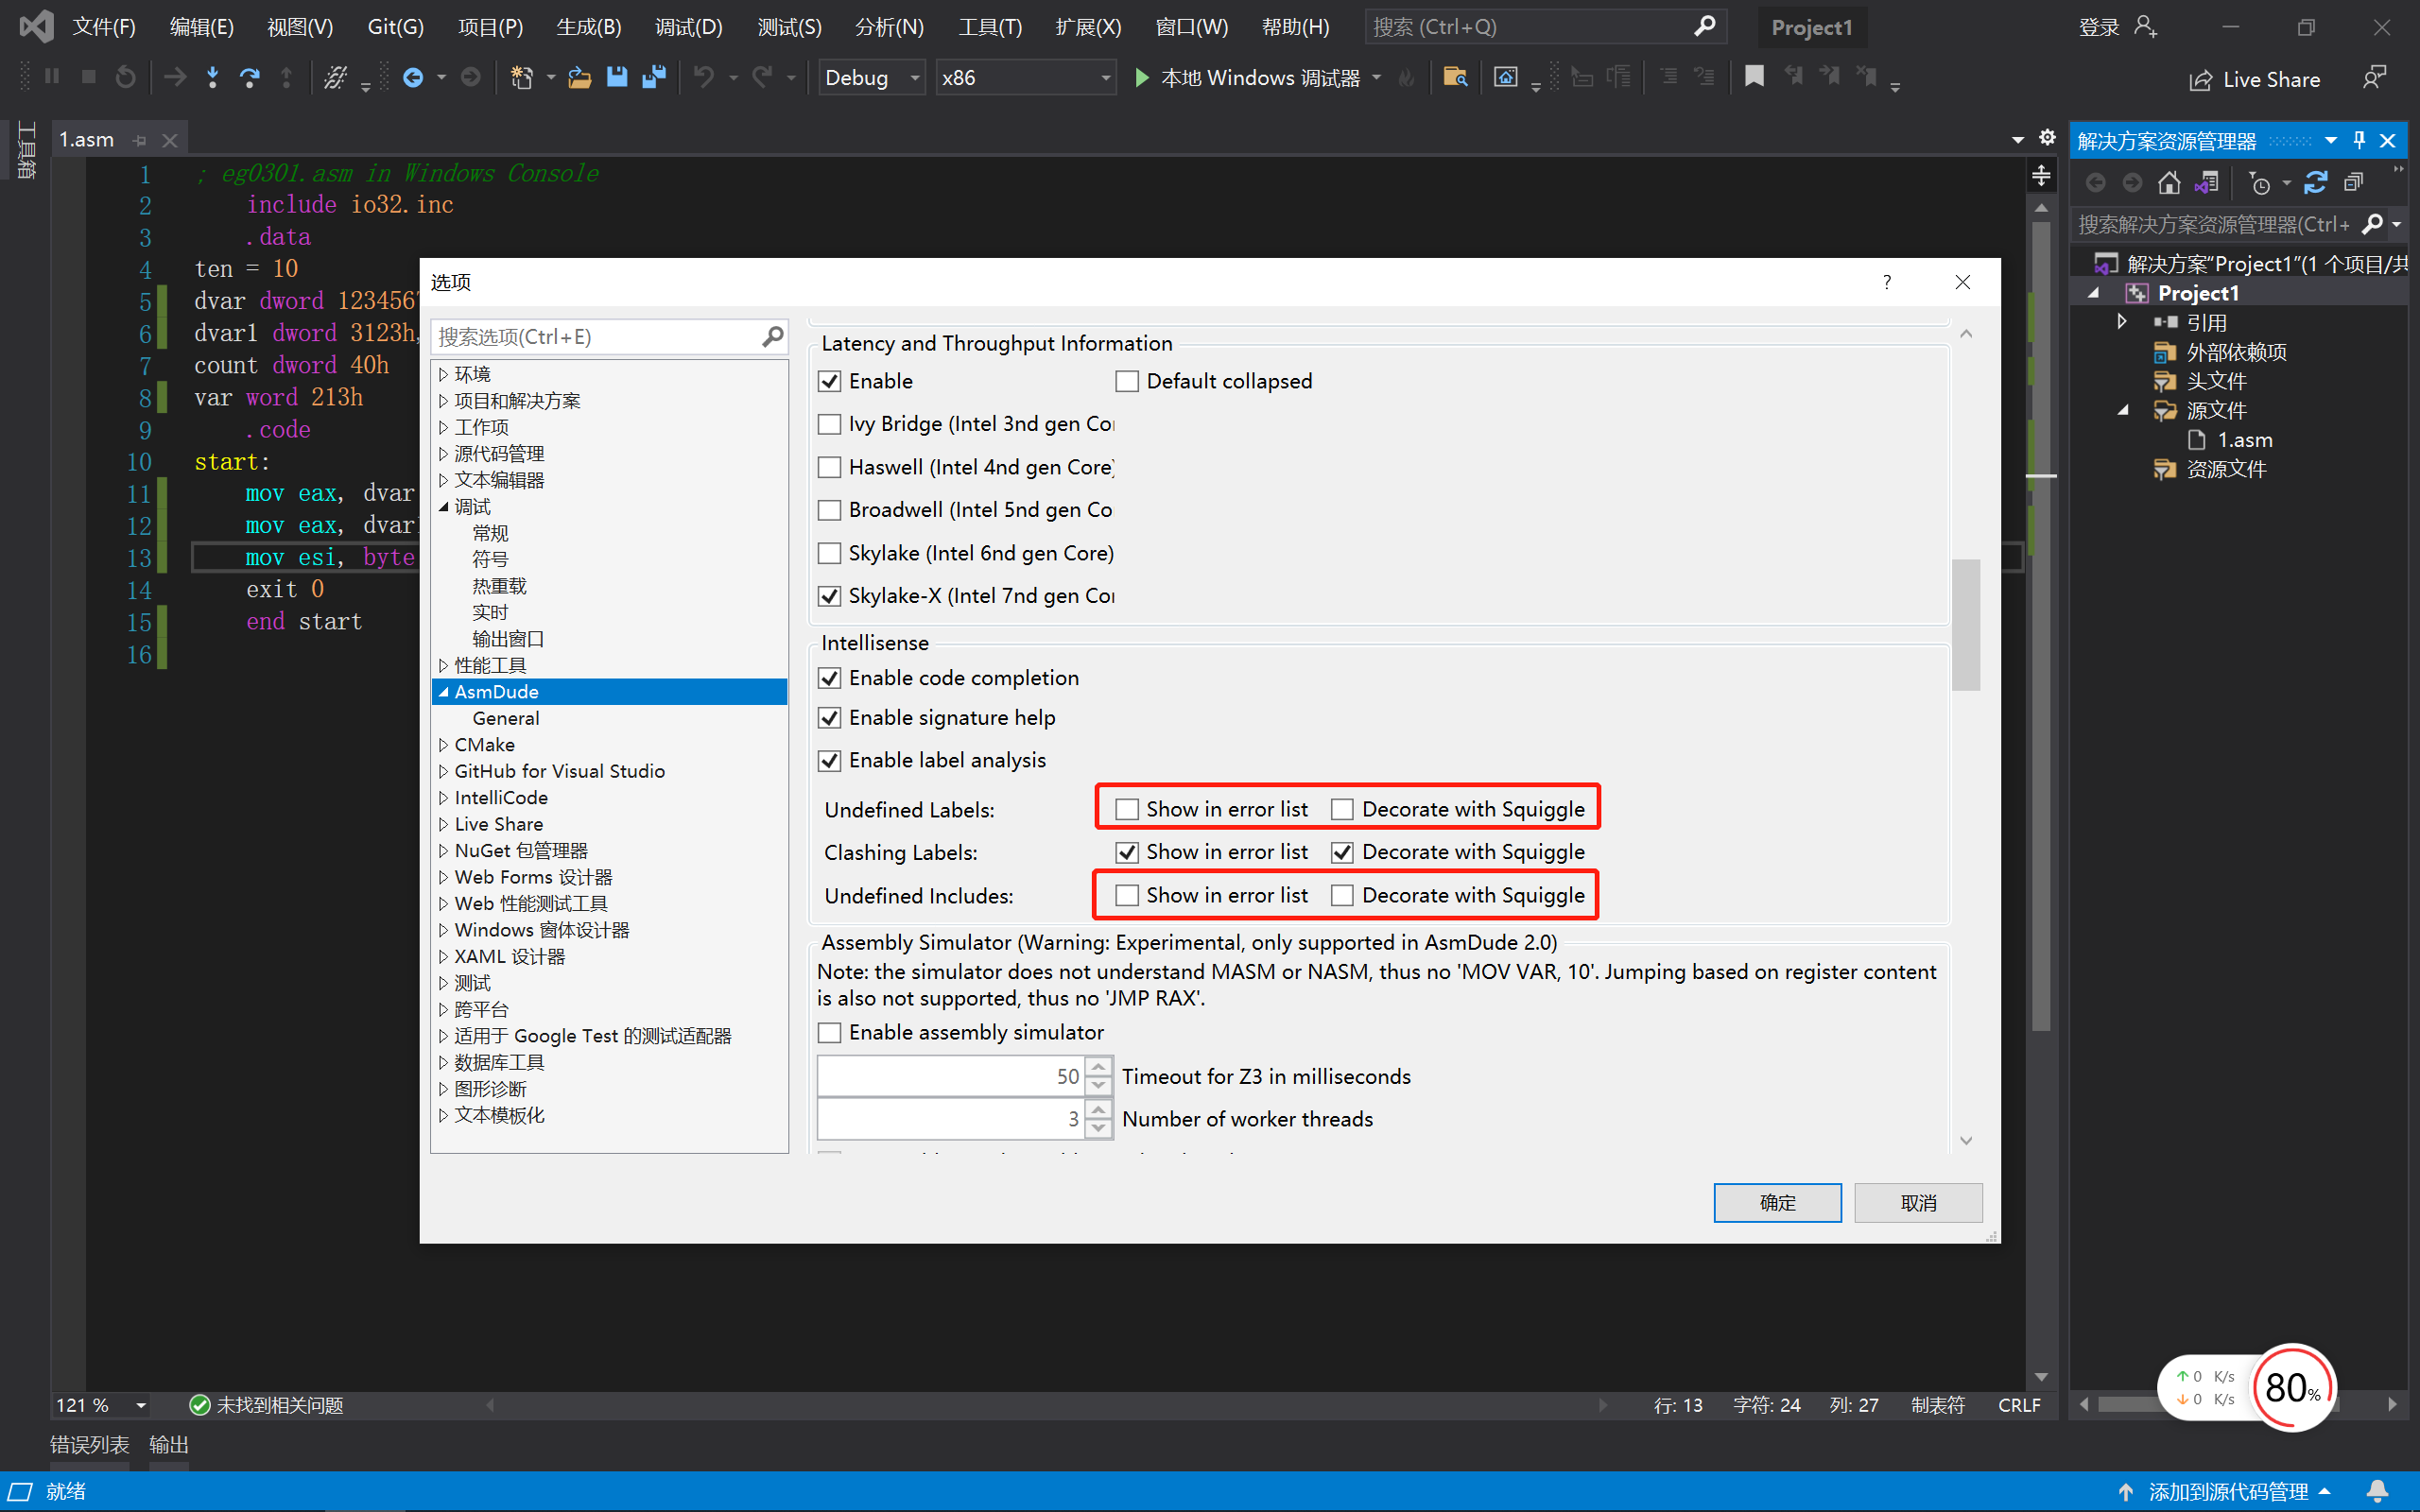 文件(F) 编辑(E) 视图(V) Git(G) 项目(P) 生成(B) 调试(D) 测试(S) 分析(N) 工具(T) 扩展(X) 窗口(W) 帮助(H) 搜索 (Ctrl+Q) Project1 登录
Debug x86 本地 Windows 调试器 Live Share
工具箱
1.asm
1 ; eg0301.asm in Windows Console
2 include io32.inc
3 .data
4 ten = 10
5 dvar dword 1234567
6 dvar1 dword 3123h,
7 count dword 40h
8 var word 213h
9 .code
10 start:
11 mov eax, dvar
12 mov eax, dvar1
13 mov esi, byte
14 exit 0
15 end start
16
选项
?
搜索选项(Ctrl+E)
环境
项目和解决方案
工作项
源代码管理
文本编辑器
调试
常规
符号
热重载
实时
输出窗口
性能工具
AsmDude
General
CMake
GitHub for Visual Studio
IntelliCode
Live Share
NuGet 包管理器
Web Forms 设计器
Web 性能测试工具
Windows 窗体设计器
XAML 设计器
测试
跨平台
适用于 Google Test 的测试适配器
数据库工具
图形诊断
文本模板化
Latency and Throughput Information
Enable Default collapsed
Ivy Bridge (Intel 3nd gen Cor
Haswell (Intel 4nd gen Core)
Broadwell (Intel 5nd gen Co
Skylake (Intel 6nd gen Core)
Skylake-X (Intel 7nd gen Cor
Intellisense
Enable code completion
Enable signature help
Enable label analysis
Undefined Labels: Show in error list Decorate with Squiggle
Clashing Labels: Show in error list Decorate with Squiggle
Undefined Includes: Show in error list Decorate with Squiggle
Assembly Simulator (Warning: Experimental, only supported in AsmDude 2.0)
Note: the simulator does not understand MASM or NASM, thus no 'MOV VAR, 10'. Jumping based on register content
is also not supported, thus no 'JMP RAX'.
Enable assembly simulator
50 Timeout for Z3 in milliseconds
3 Number of worker threads
确定 取消
解决方案资源管理器
搜索解决方案资源管理器(Ctrl+
解决方案“Project1”(1 个项目/共
Project1
引用
外部依赖项
头文件
源文件
1.asm
资源文件
121 % 未找到相关问题 行: 13 字符: 24 列: 27 制表符 CRLF
0 K/s
0 K/s
80%
错误列表 输出
就绪 添加到源代码管理